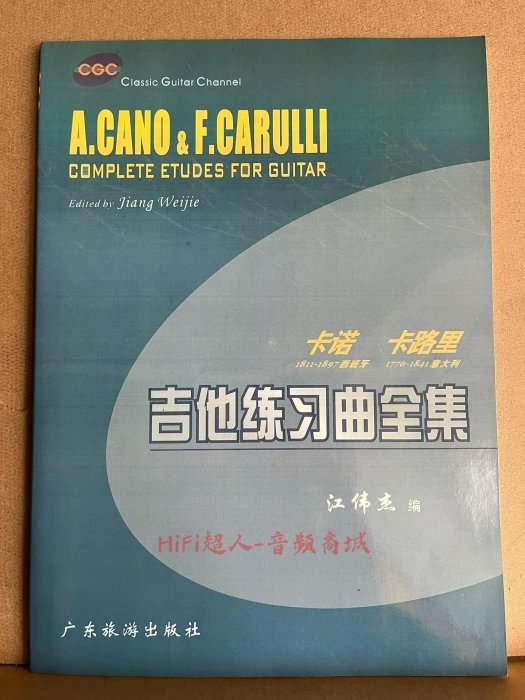 CGC Classic Guitar Channel
A.CANO & F.CARULLI
COMPLETE ETUDES FOR GUITAR
Edited by Jiang Weijie
卡诺 卡路里
1811-1897西班牙 1770-1841意大利
吉他练习曲全集
江伟杰 编
HiFi超人-音频商城
广东旅游出版社